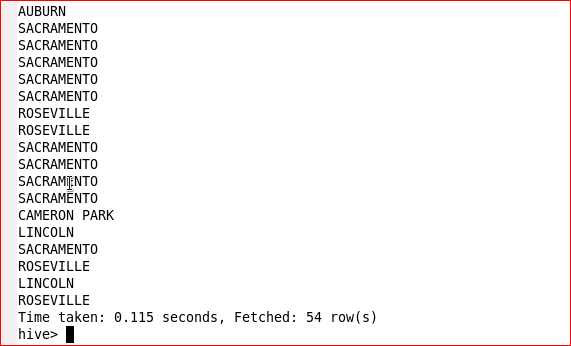 AUBURN
SACRAMENTO
SACRAMENTO
SACRAMENTO
SACRAMENTO
SACRAMENTO
ROSEVILLE
ROSEVILLE
SACRAMENTO
SACRAMENTO
SACRAMENTO
SACRAMENTO
CAMERON PARK
LINCOLN
SACRAMENTO
ROSEVILLE
LINCOLN
ROSEVILLE
Time taken: 0.115 seconds, Fetched: 54 row(s)
hive>